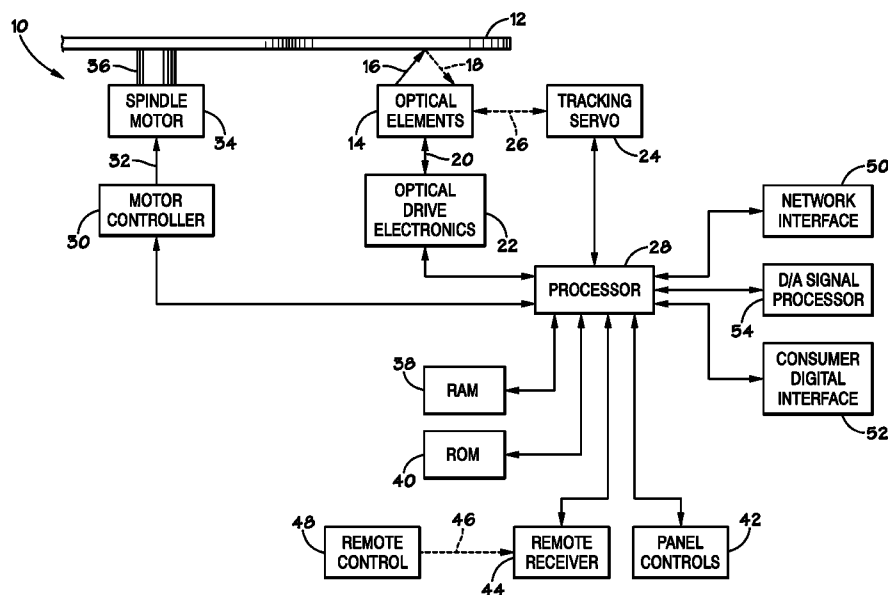 10
12
36
16
18
SPINDLE
MOTOR
34
OPTICAL
ELEMENTS
14
26
TRACKING
SERVO
24
32
20
MOTOR
CONTROLLER
30
OPTICAL
DRIVE
ELECTRONICS
22
50
NETWORK
INTERFACE
28
PROCESSOR
D/A SIGNAL
PROCESSOR
54
CONSUMER
DIGITAL
INTERFACE
52
38
RAM
ROM
40
48
REMOTE
CONTROL
46
REMOTE
RECEIVER
44
42
PANEL
CONTROLS